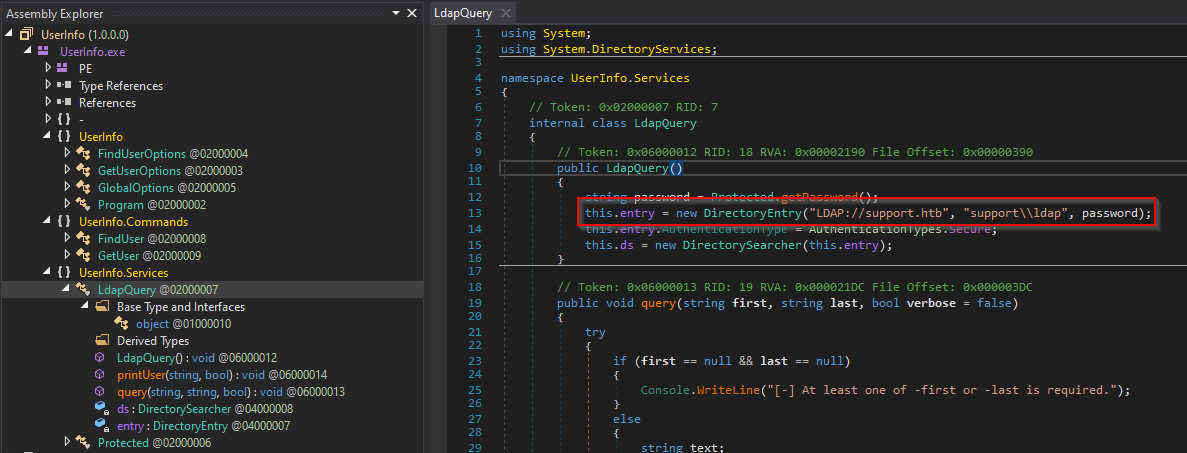 Assembly Explorer
UserInfo (1.0.0.0)
UserInfo.exe
PE
Type References
References
{ } -
{ } UserInfo
FindUserOptions @02000004
GetUserOptions @02000003
GlobalOptions @02000005
Program @02000002
{ } UserInfo.Commands
FindUser @02000008
GetUser @02000009
{ } UserInfo.Services
LdapQuery @02000007
Base Type and Interfaces
object @01000010
Derived Types
LdapQuery() : void @06000012
printUser(string, bool) : void @06000014
query(string, string, bool) : void @06000013
ds : DirectorySearcher @04000008
entry : DirectoryEntry @04000007
Protected @02000006
LdapQuery
1 using System;
2 using System.DirectoryServices;
3
4 namespace UserInfo.Services
5 {
6 // Token: 0x02000007 RID: 7
7 internal class LdapQuery
8 {
9 // Token: 0x06000012 RID: 18 RVA: 0x00002190 File Offset: 0x00000390
10 public LdapQuery()
11 {
12 string password = Protected.getPassword();
13 this.entry = new DirectoryEntry("LDAP://support.htb", "support\\ldap", password);
14 this.entry.AuthenticationType = AuthenticationTypes.Secure;
15 this.ds = new DirectorySearcher(this.entry);
16 }
17
18 // Token: 0x06000013 RID: 19 RVA: 0x000021DC File Offset: 0x000003DC
19 public void query(string first, string last, bool verbose = false)
20 {
21 try
22 {
23 if (first == null && last == null)
24 {
25 Console.WriteLine("[-] At least one of -first or -last is required.");
26 }
27 else
28 {
29 string text;